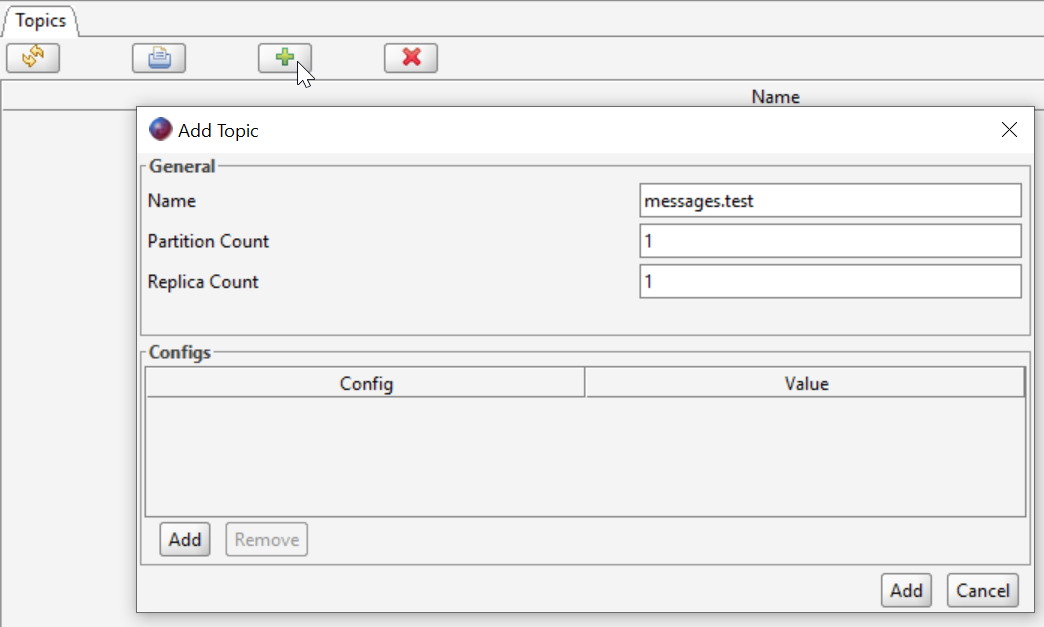 Topics
Name
Add Topic
General
Name messages.test
Partition Count 1
Replica Count 1
Configs
Config Value
Add Remove
Add Cancel